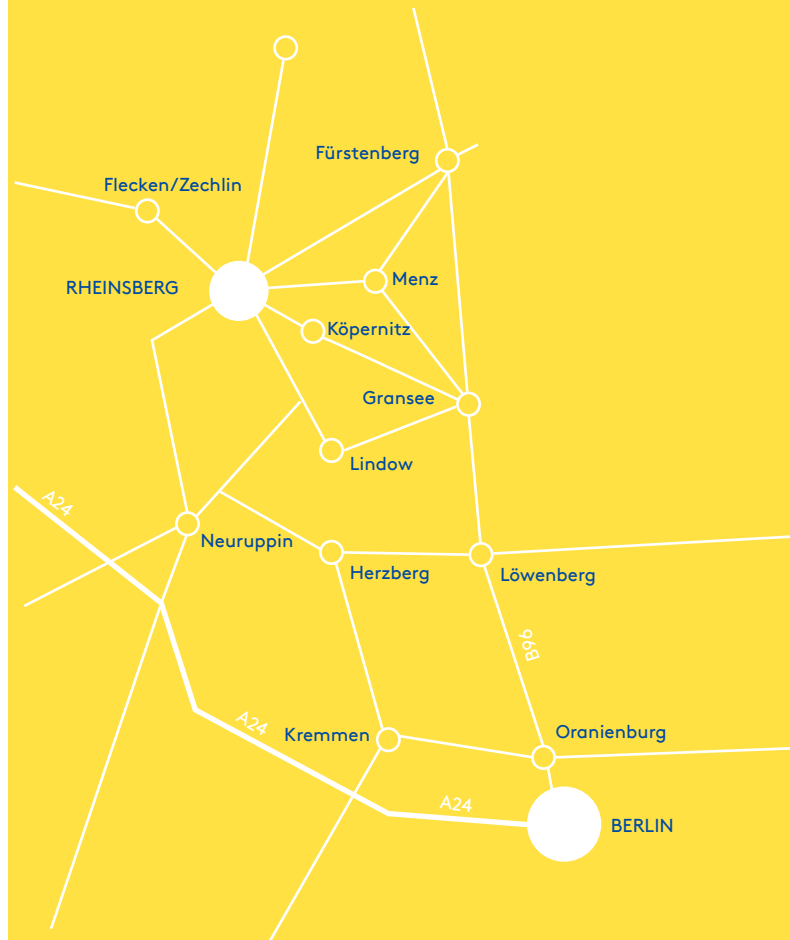 Fürstenberg
Flecken/Zechlin
Menz
RHEINSBERG
Köpernitz
Gransee
Lindow
A24
Neuruppin
Herzberg
Löwenberg
B96
A24
Kremmen
Oranienburg
A24
BERLIN